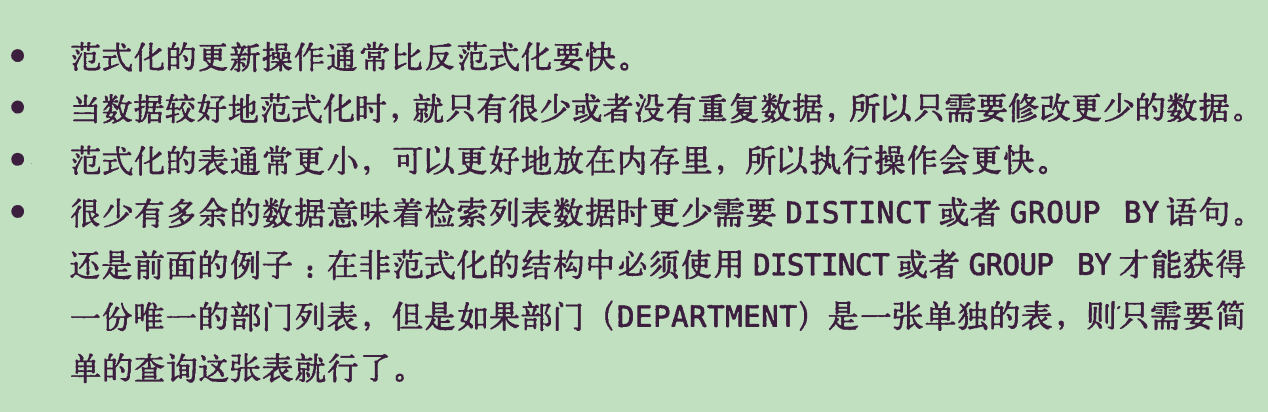 • 范式化的更新操作通常比反范式化要快。
• 当数据较好地范式化时，就只有很少或者没有重复数据，所以只需要修改更少的数据。
• 范式化的表通常更小，可以更好地放在内存里，所以执行操作会更快。
• 很少有多余的数据意味着检索列表数据时更少需要 DISTINCT 或者 GROUP BY 语句。
还是前面的例子：在非范式化的结构中必须使用 DISTINCT 或者 GROUP BY 才能获得
一份唯一的部门列表，但是如果部门（DEPARTMENT）是一张单独的表，则只需要简
单的查询这张表就行了。